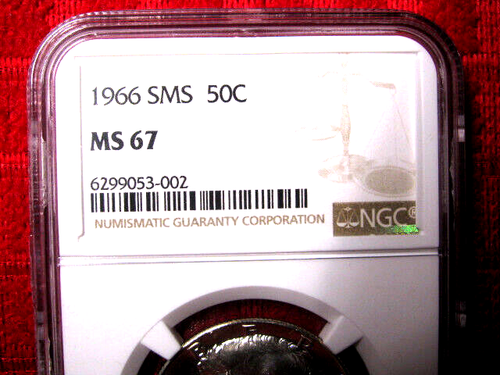 1966 SMS 50C
MS 67
6299053-002
NUMISMATIC GUARANTY CORPORATION
NGC®